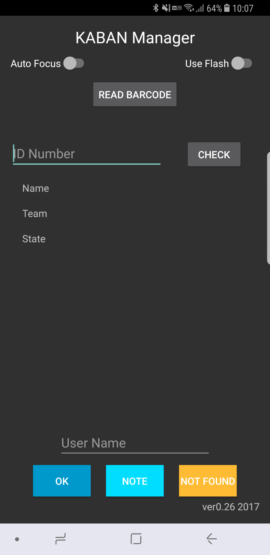 64% 10:07
KABAN Manager
Auto Focus Use Flash
READ BARCODE
ID Number CHECK
Name
Team
State
User Name
OK NOTE NOT FOUND
ver0.26 2017